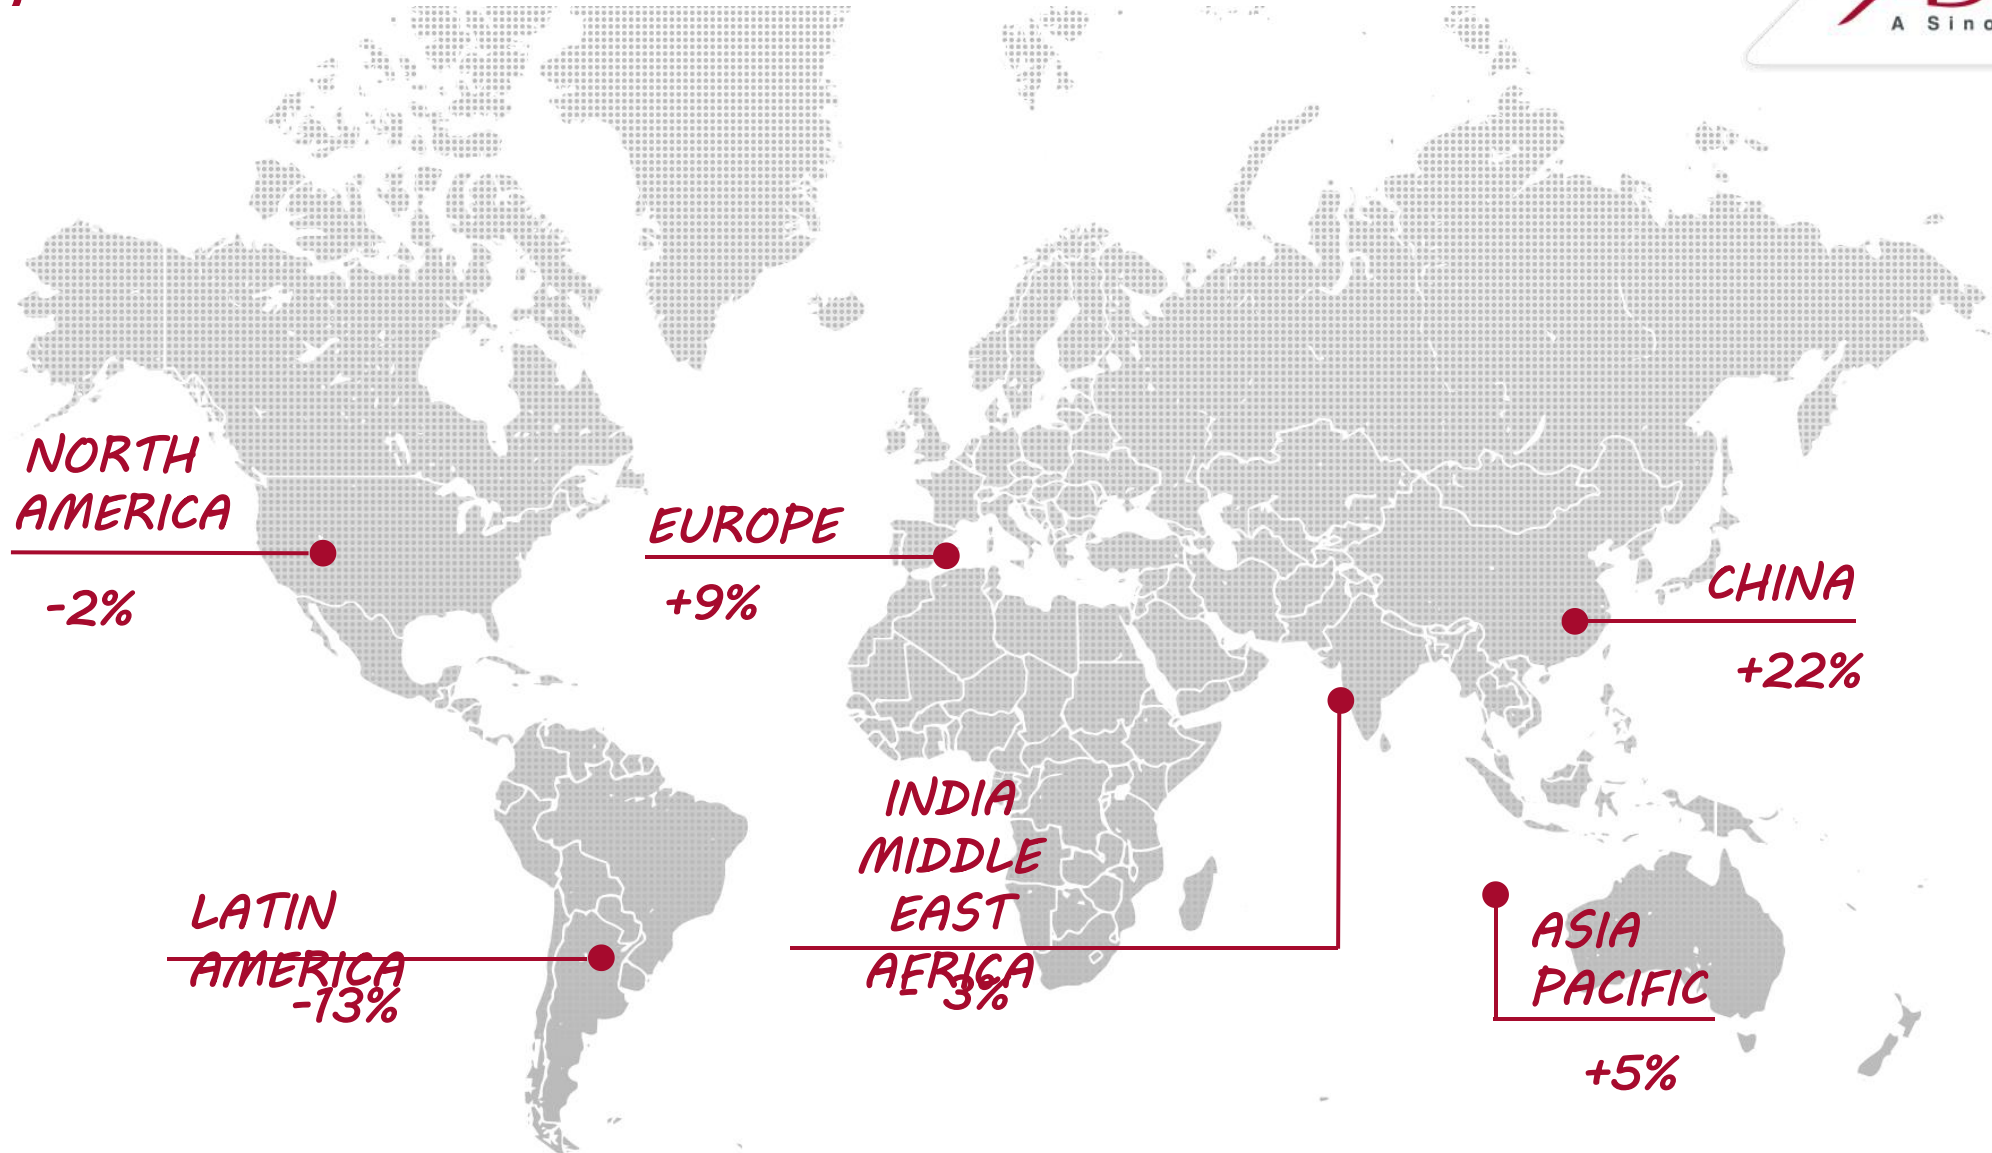 A Sino
NORTH
AMERICA
-2%
EUROPE
+9%
CHINA
+22%
INDIA
MIDDLE
EAST
AFRICA
- 3%
LATIN
AMERICA
-13%
ASIA
PACIFIC
+5%